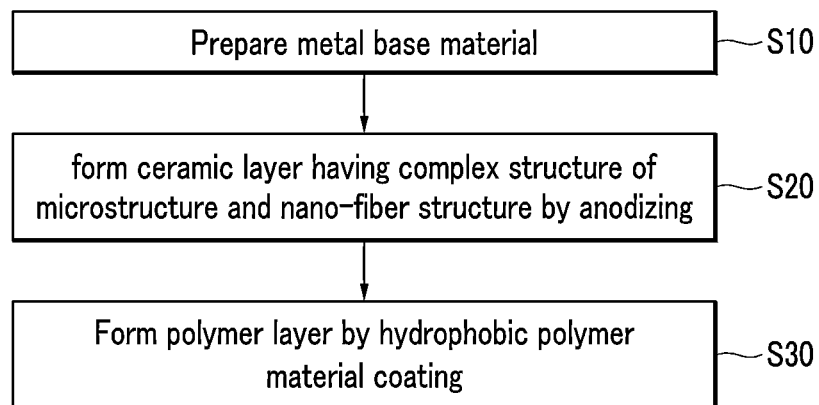 Prepare metal base material
S10
form ceramic layer having complex structure of
microstructure and nano-fiber structure by anodizing
S20
Form polymer layer by hydrophobic polymer
material coating
S30